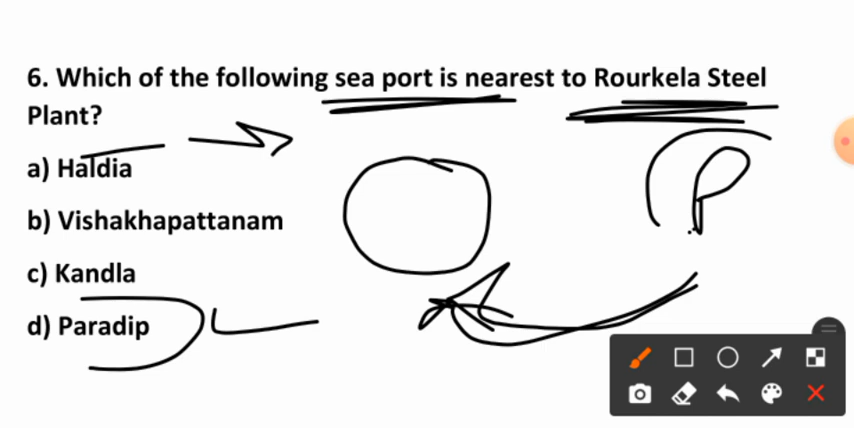 6. Which of the following sea port is nearest to Rourkela Steel
Plant?
a) Haldia
b) Vishakhapattanam
c) Kandla
d) Paradip
P